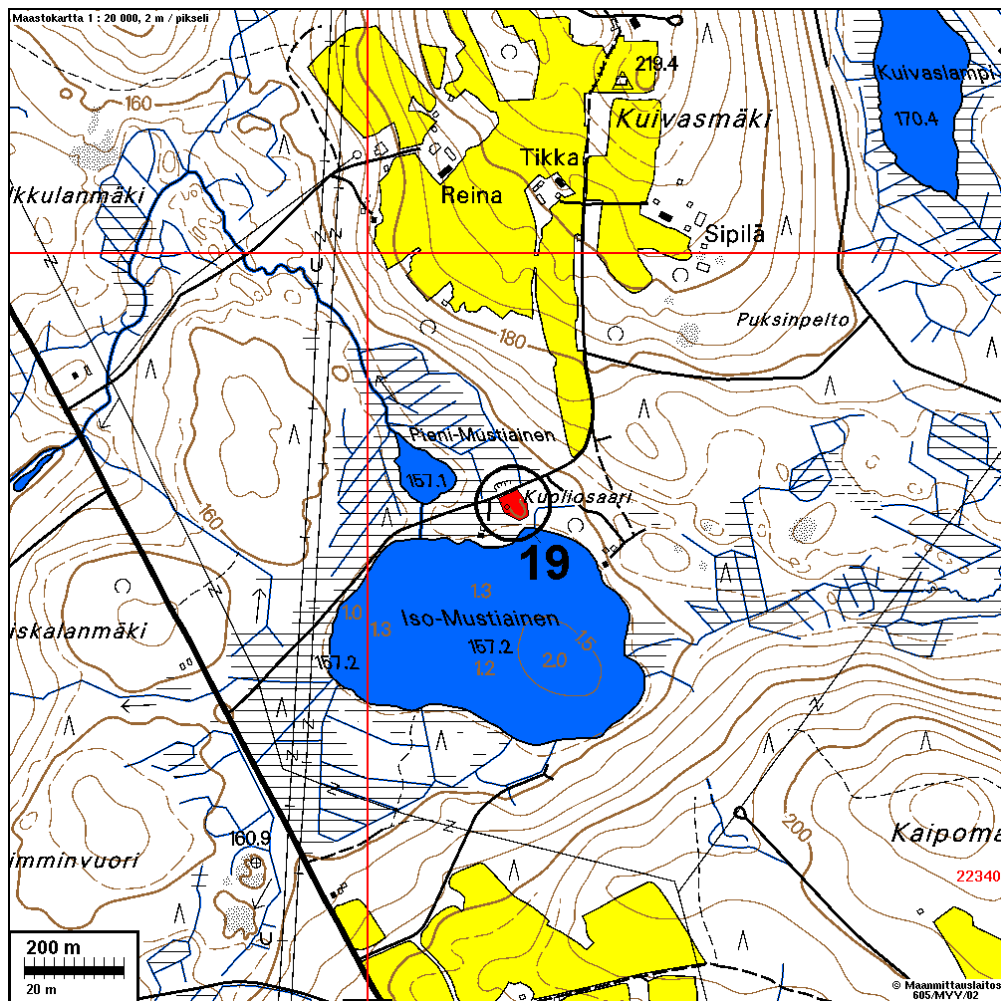 Maastokartta 1 : 20 000, 2 m / pikseli
219.4
Kuivaslampi
160
Kuivasmäki
170.4
Tikka
kkulanmäki
Reina
Sipilä
Puksinpelto
180
Pieni-Mustiainen
157.1
Kuoliosaari
160
19
1.3
1.0
Iso-Mustiainen
1.3
1.5
iskalanmäki
157.2
157.2
2.0
1.2
200
160.9
Kaipoma
imminvuori
22340
200 m
20 m
© Maanmittauslaitos
605/MYY/02